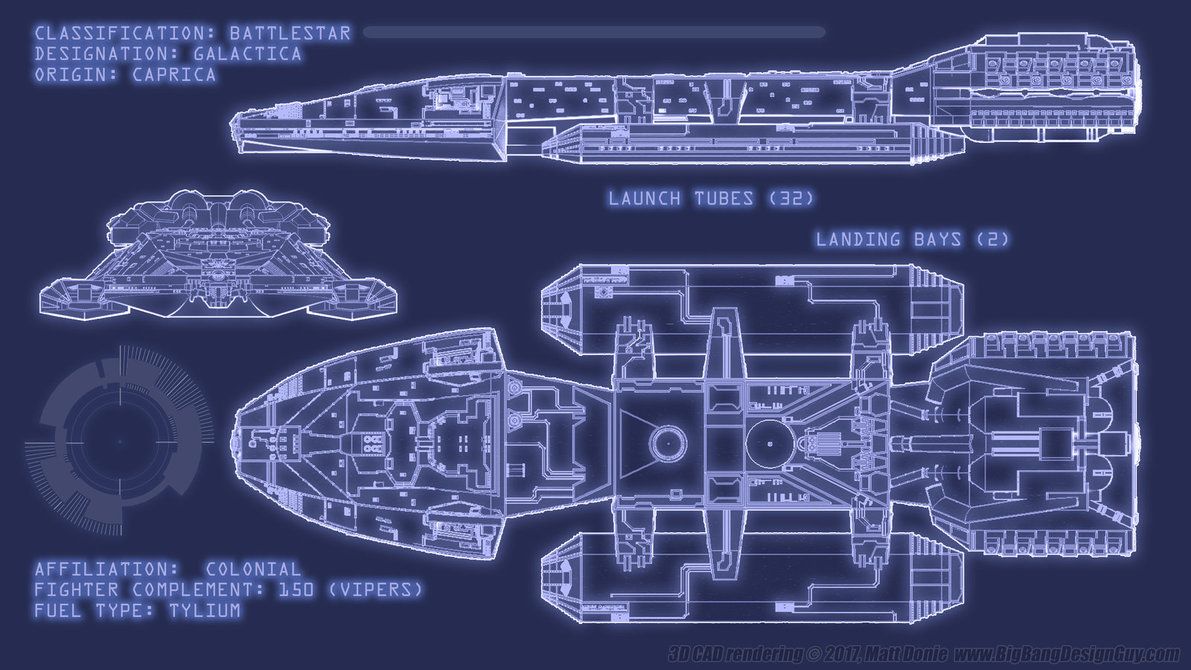 CLASSIFICATION: BATTLESTAR
DESIGNATION: GALACTICA
ORIGIN: CAPRICA
LAUNCH TUBES (32)
LANDING BAYS (2)
AFFILIATION: COLONIAL
FIGHTER COMPLEMENT: 150 (VIPERS)
FUEL TYPE: TYLIUM
3D CAD rendering © 2017, Matt Donie www.BigBangDesignGuy.com